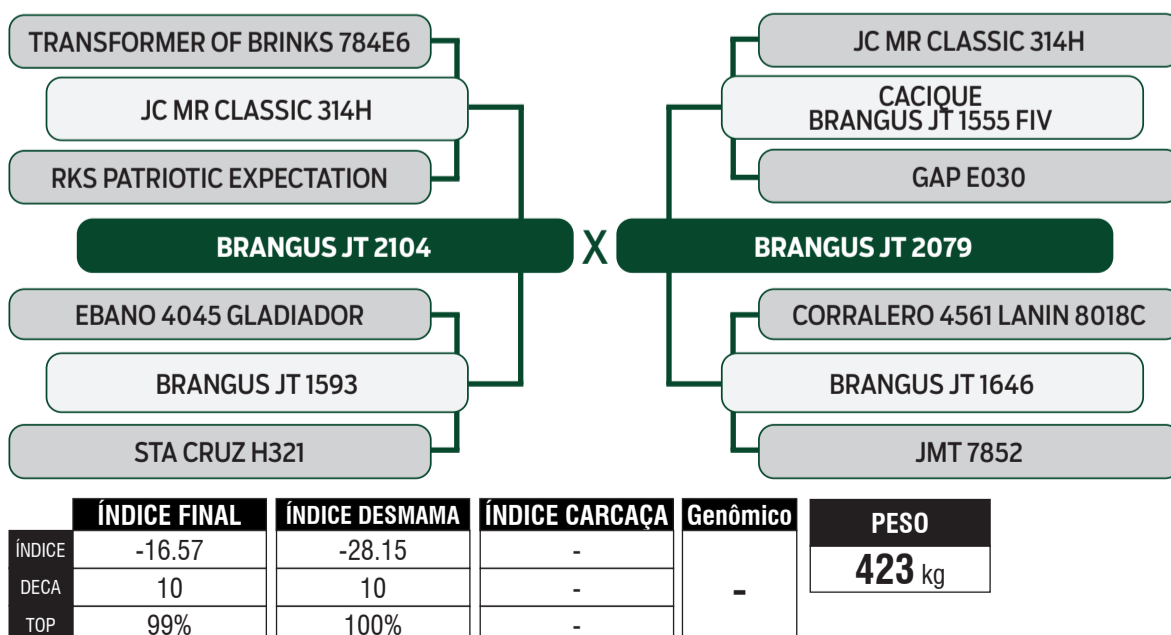 TRANSFORMER OF BRINKS 784E6
JC MR CLASSIC 314H
RKS PATRIOTIC EXPECTATION
BRANGUS JT 2104
EBANO 4045 GLADIADOR
BRANGUS JT 1593
STA CRUZ H321
X
JC MR CLASSIC 314H
CACIQUE
BRANGUS JT 1555 FIV
GAP E030
BRANGUS JT 2079
CORRALERO 4561 LANIN 8018C
BRANGUS JT 1646
JMT 7852
ÍNDICE FINAL ÍNDICE DESMAMA ÍNDICE CARCAÇA Genômico
ÍNDICE -16.57 -28.15 - -
DECA 10 10 -
TOP 99% 100% -
PESO
423 kg